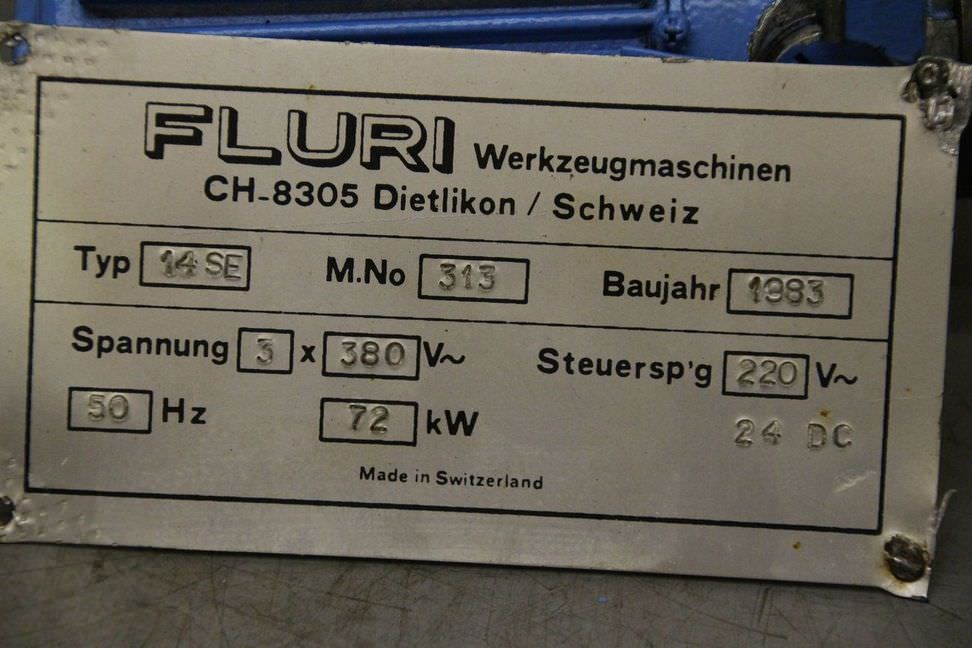 FLURI Werkzeugmaschinen
CH-8305 Dietlikon / Schweiz
Typ 14 SE M.No 313 Baujahr 1983
Spannung 3 x 380 V~ Steuersp'g 220 V~
50 Hz 72 kW 24 DC
Made in Switzerland